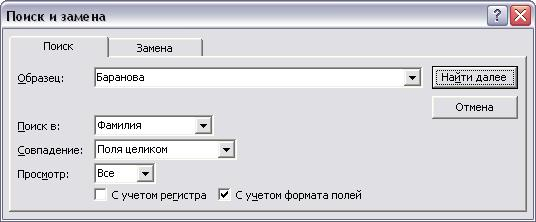 Поиск и замена
Поиск Замена
Образец: Баранова Найти далее
Отмена
Поиск в: Фамилия
Совпадение: Поля целиком
Просмотр: Все
С учетом регистра С учетом формата полей